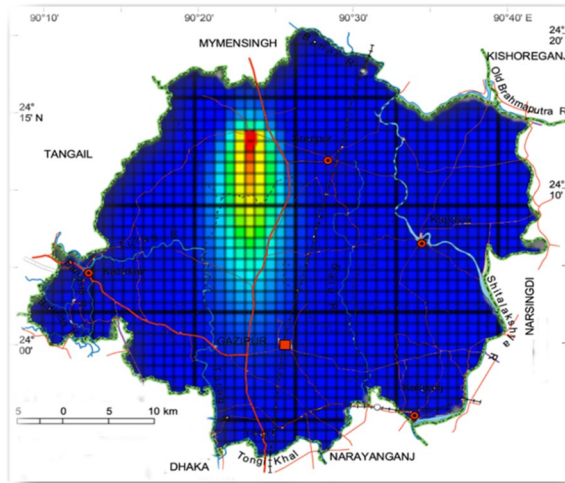 90°10'
90°20'
90°30'
90°40' E
24°
20'
MYMENSINGH
KISHOREGANJ
Old Brahmaputra R
24°
15' N
TANGAIL
24°
10'
NARSINGDI
Shitalakshya R
24°
00'
GAZIPUR
5 0 5 10 km
DHAKA
Tongi Khal
NARAYANGANJ